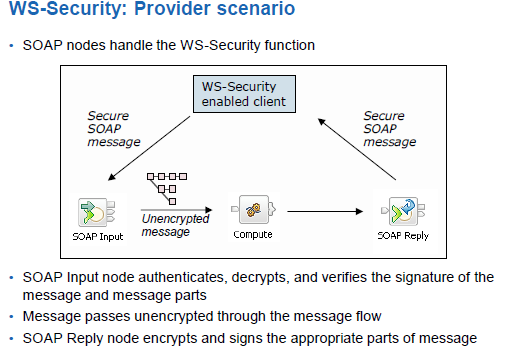 WS-Security: Provider scenario
• SOAP nodes handle the WS-Security function
WS-Security
enabled client
Secure
SOAP
message
Secure
SOAP
message
Unencrypted
message
SOAP Input
Compute
SOAP Reply
• SOAP Input node authenticates, decrypts, and verifies the signature of the
message and message parts
• Message passes unencrypted through the message flow
• SOAP Reply node encrypts and signs the appropriate parts of message